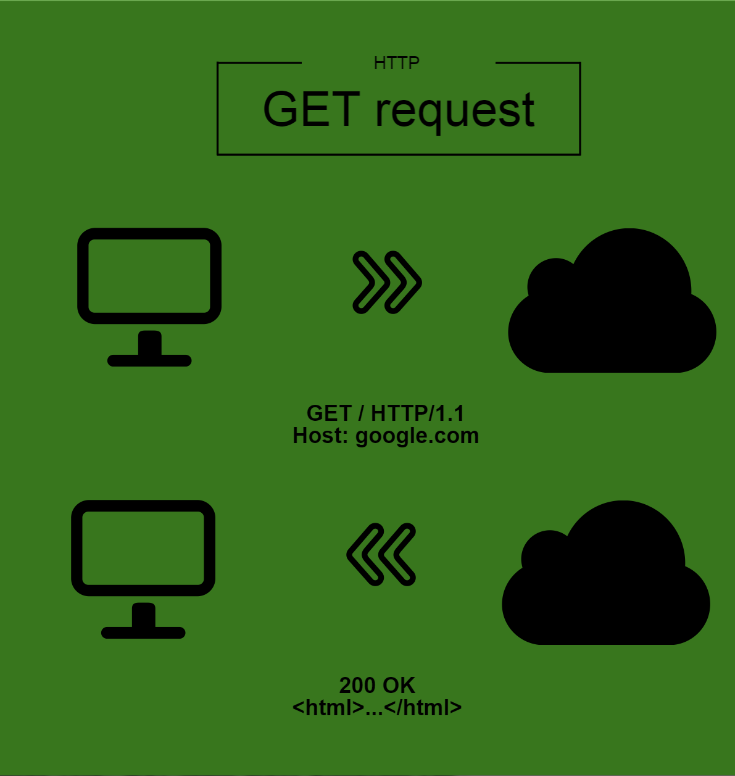 HTTP
GET request
GET / HTTP/1.1
Host: google.com
200 OK
<html>...</html>